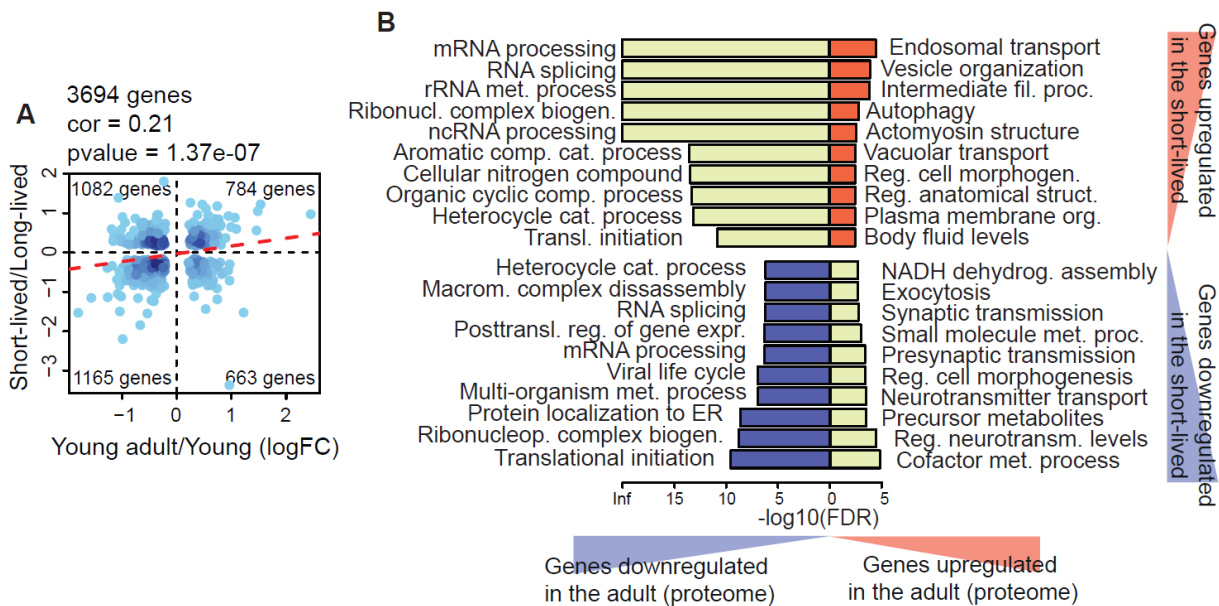 A
3694 genes
cor = 0.21
pvalue = 1.37e-07
1082 genes
784 genes
1165 genes
663 genes
2
1
0
−1
−2
−3
−1
0
1
2
Short-lived/Long-lived
Young adult/Young (logFC)
B
mRNA processing
Endosomal transport
RNA splicing
Vesicle organization
rRNA met. process
Intermediate fil. proc.
Ribonucl. complex biogen.
Autophagy
ncRNA processing
Actomyosin structure
Aromatic comp. cat. process
Vacuolar transport
Cellular nitrogen compound
Reg. cell morphogen.
Organic cyclic comp. process
Reg. anatomical struct.
Heterocycle cat. process
Plasma membrane org.
Transl. initiation
Body fluid levels
Heterocycle cat. process
NADH dehydrog. assembly
Macrom. complex dissassembly
Exocytosis
RNA splicing
Synaptic transmission
Posttransl. reg. of gene expr.
Small molecule met. proc.
mRNA processing
Presynaptic transmission
Viral life cycle
Reg. cell morphogenesis
Multi-organism met. process
Neurotransmitter transport
Protein localization to ER
Precursor metabolites
Ribonucleop. complex biogen.
Reg. neurotransm. levels
Translational initiation
Cofactor met. process
Inf
15
10
5
0
5
-log10(FDR)
Genes downregulated
in the adult (proteome)
Genes upregulated
in the adult (proteome)
Genes upregulated
in the short-lived
Genes downregulated
in the short-lived